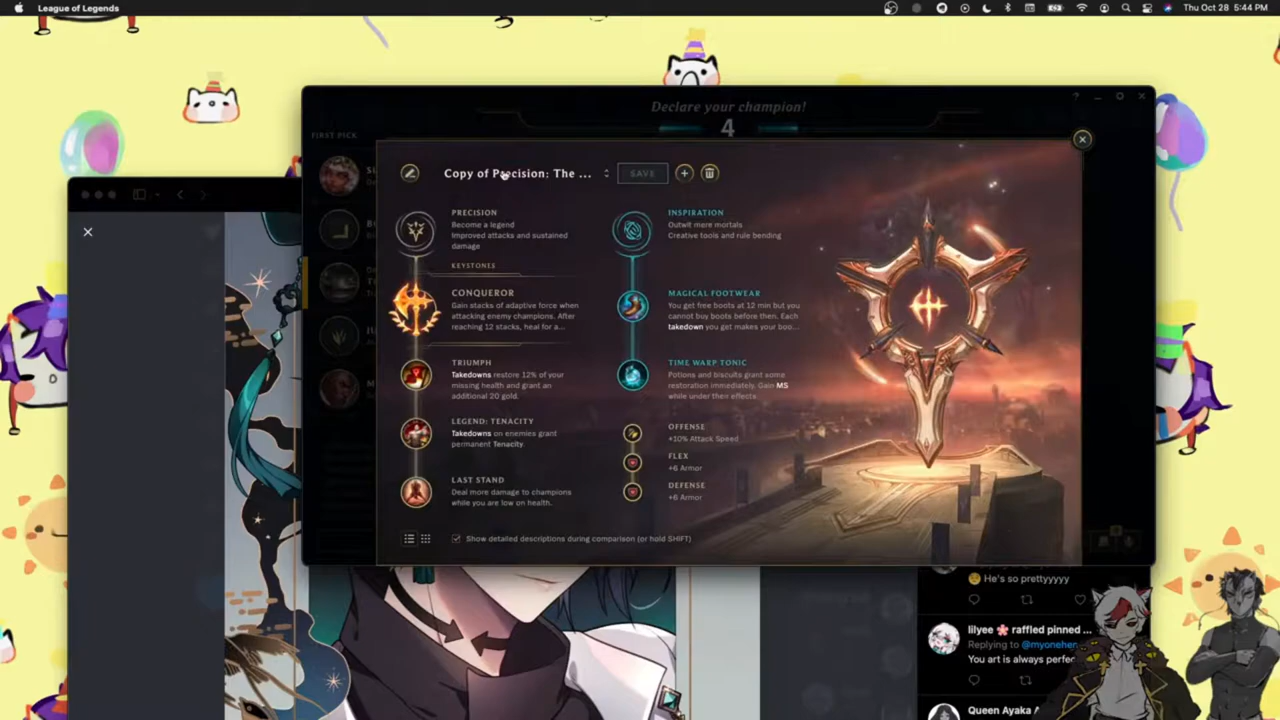 League of Legends
Thu Oct 28 5:44 PM
Declare your champion!
FIRST PICK
4
Copy of Precision: The ...
SAVE
PRECISION
Become a legend
Improved attacks and sustained
damage
KEYSTONES
CONQUEROR
Gain stacks of adaptive force when
attacking enemy champions. After
reaching 12 stacks, heal for a...
TRIUMPH
Takedowns restore 12% of your
missing health and grant an
additional 20 gold.
LEGEND: TENACITY
Takedowns on enemies grant
permanent Tenacity.
LAST STAND
Deal more damage to champions
while you are low on health.
INSPIRATION
Outwit mere mortals
Creative tools and rule bending
MAGICAL FOOTWEAR
You get free boots at 12 min but you
cannot buy boots before then. Each
takedown you get makes your boo...
TIME WARP TONIC
Potions and biscuits grant some
restoration immediately. Gain MS
while under their effects
OFFENSE
+10% Attack Speed
FLEX
+6 Armor
DEFENSE
+6 Armor
Show detailed descriptions during comparison (or hold SHIFT)
He's so prettyyyyy
lilyee raffled pinned ...
Replying to @myonehen
You art is always perfec
Queen Ayaka